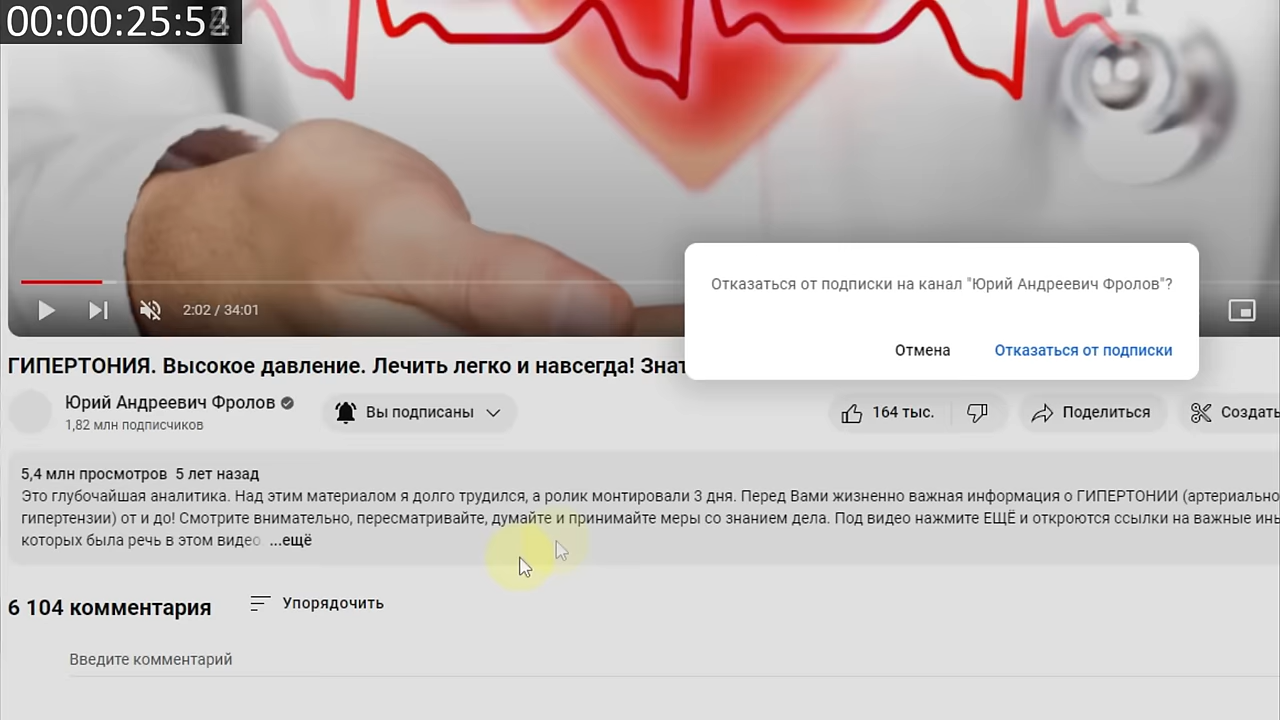 00:00:25:5
Отказаться от подписки на канал "Юрий Андреевич Фролов"?
Отмена
Отказаться от подписки
2:02 / 34:01
ГИПЕРТОНИЯ. Высокое давление. Лечить легко и навсегда!
Юрий Андреевич Фролов
1,82 млн подписчиков
Вы подписаны
164 тыс.
Поделиться
Создать
5,4 млн просмотров 5 лет назад
Это глубочайшая аналитика. Над этим материалом я долго трудился, а ролик монтировали 3 дня. Перед Вами жизненно важная информация о ГИПЕРТОНИИ (артериально
гипертензии) от и до! Смотрите внимательно, пересматривайте, думайте и принимайте меры со знанием дела. Под видео нажмите ЕЩЁ и откроются ссылки на важные
которых была речь в этом видео. ...ещё
6 104 комментария
Упорядочить
Введите комментарий